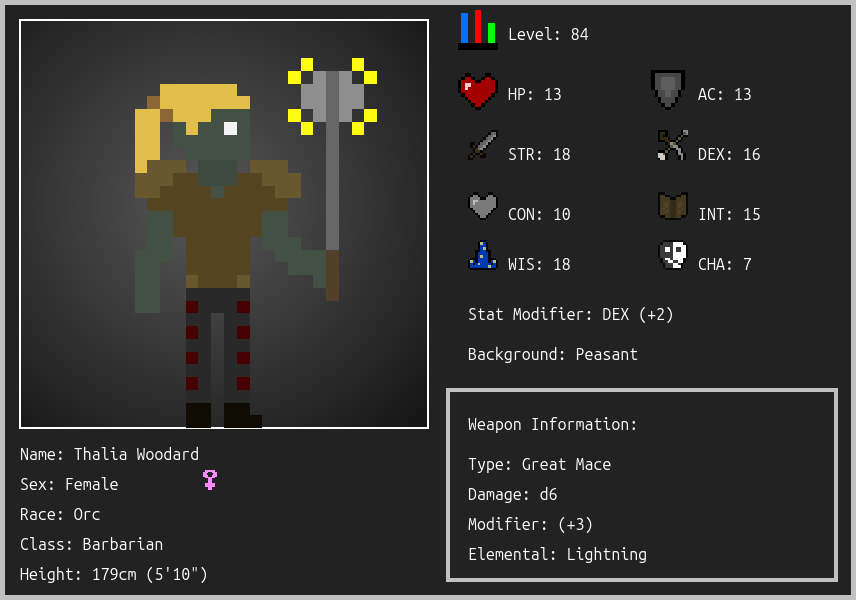 Level: 84
HP: 13
AC: 13
STR: 18
DEX: 16
CON: 10
INT: 15
WIS: 18
CHA: 7
Stat Modifier: DEX (+2)
Background: Peasant
Weapon Information:
Type: Great Mace
Damage: d6
Modifier: (+3)
Elemental: Lightning
Name: Thalia Woodard
Sex: Female
Race: Orc
Class: Barbarian
Height: 179cm (5'10")